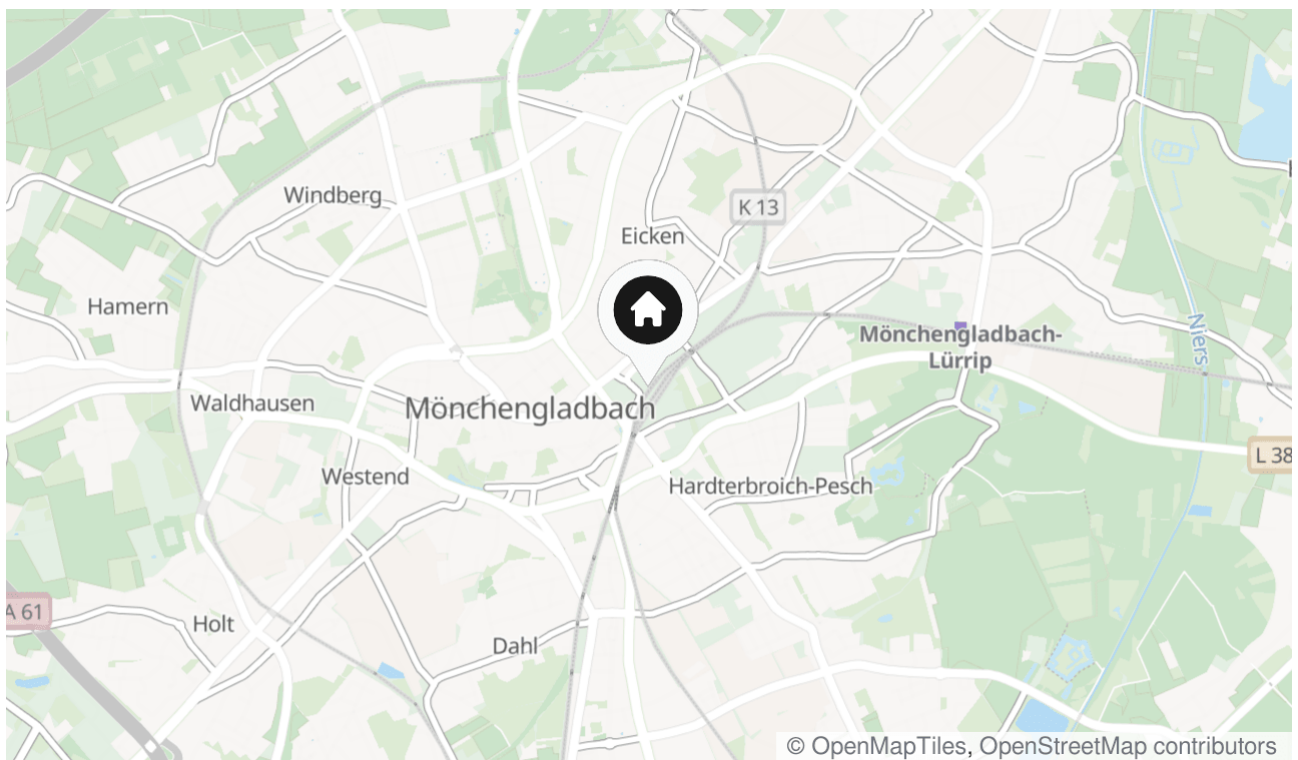 Windberg
K 13
Eicken
Hamern
Mönchengladbach-
Lürrip
Niers
Waldhausen
Mönchengladbach
L 38
Westend
Hardterbroich-Pesch
A 61
Holt
Dahl
© OpenMapTiles, OpenStreetMap contributors